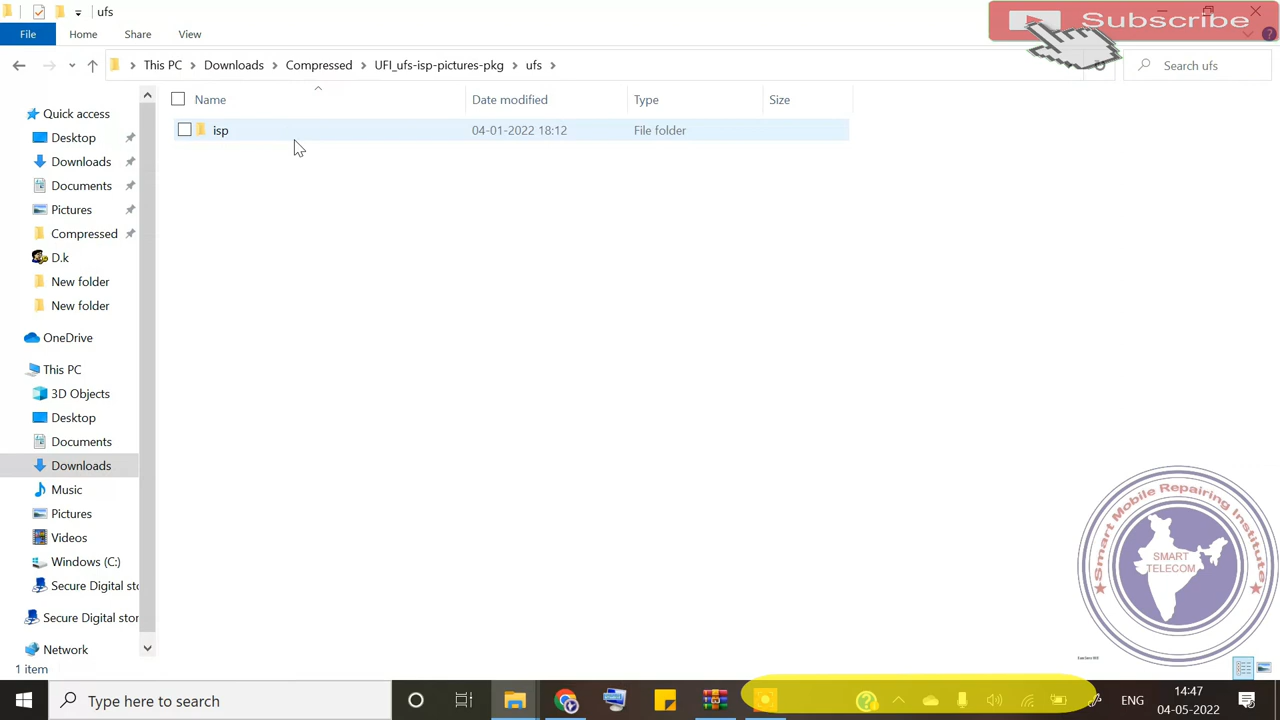 ufs
Subscribe
File Home Share View
This PC Downloads Compressed UFI_ufs-isp-pictures-pkg ufs
Search ufs
Name Date modified Type Size
isp 04-01-2022 18:12 File folder
Quick access
Desktop
Downloads
Documents
Pictures
Compressed
D.k
New folder
New folder
OneDrive
This PC
3D Objects
Desktop
Documents
Downloads
Music
Pictures
Videos
Windows (C:)
Secure Digital sto
Secure Digital stor
Network
1 item
Smart Mobile Repairing Institute
SMART
TELECOM
Type here to search
ENG
14:47
04-05-2022